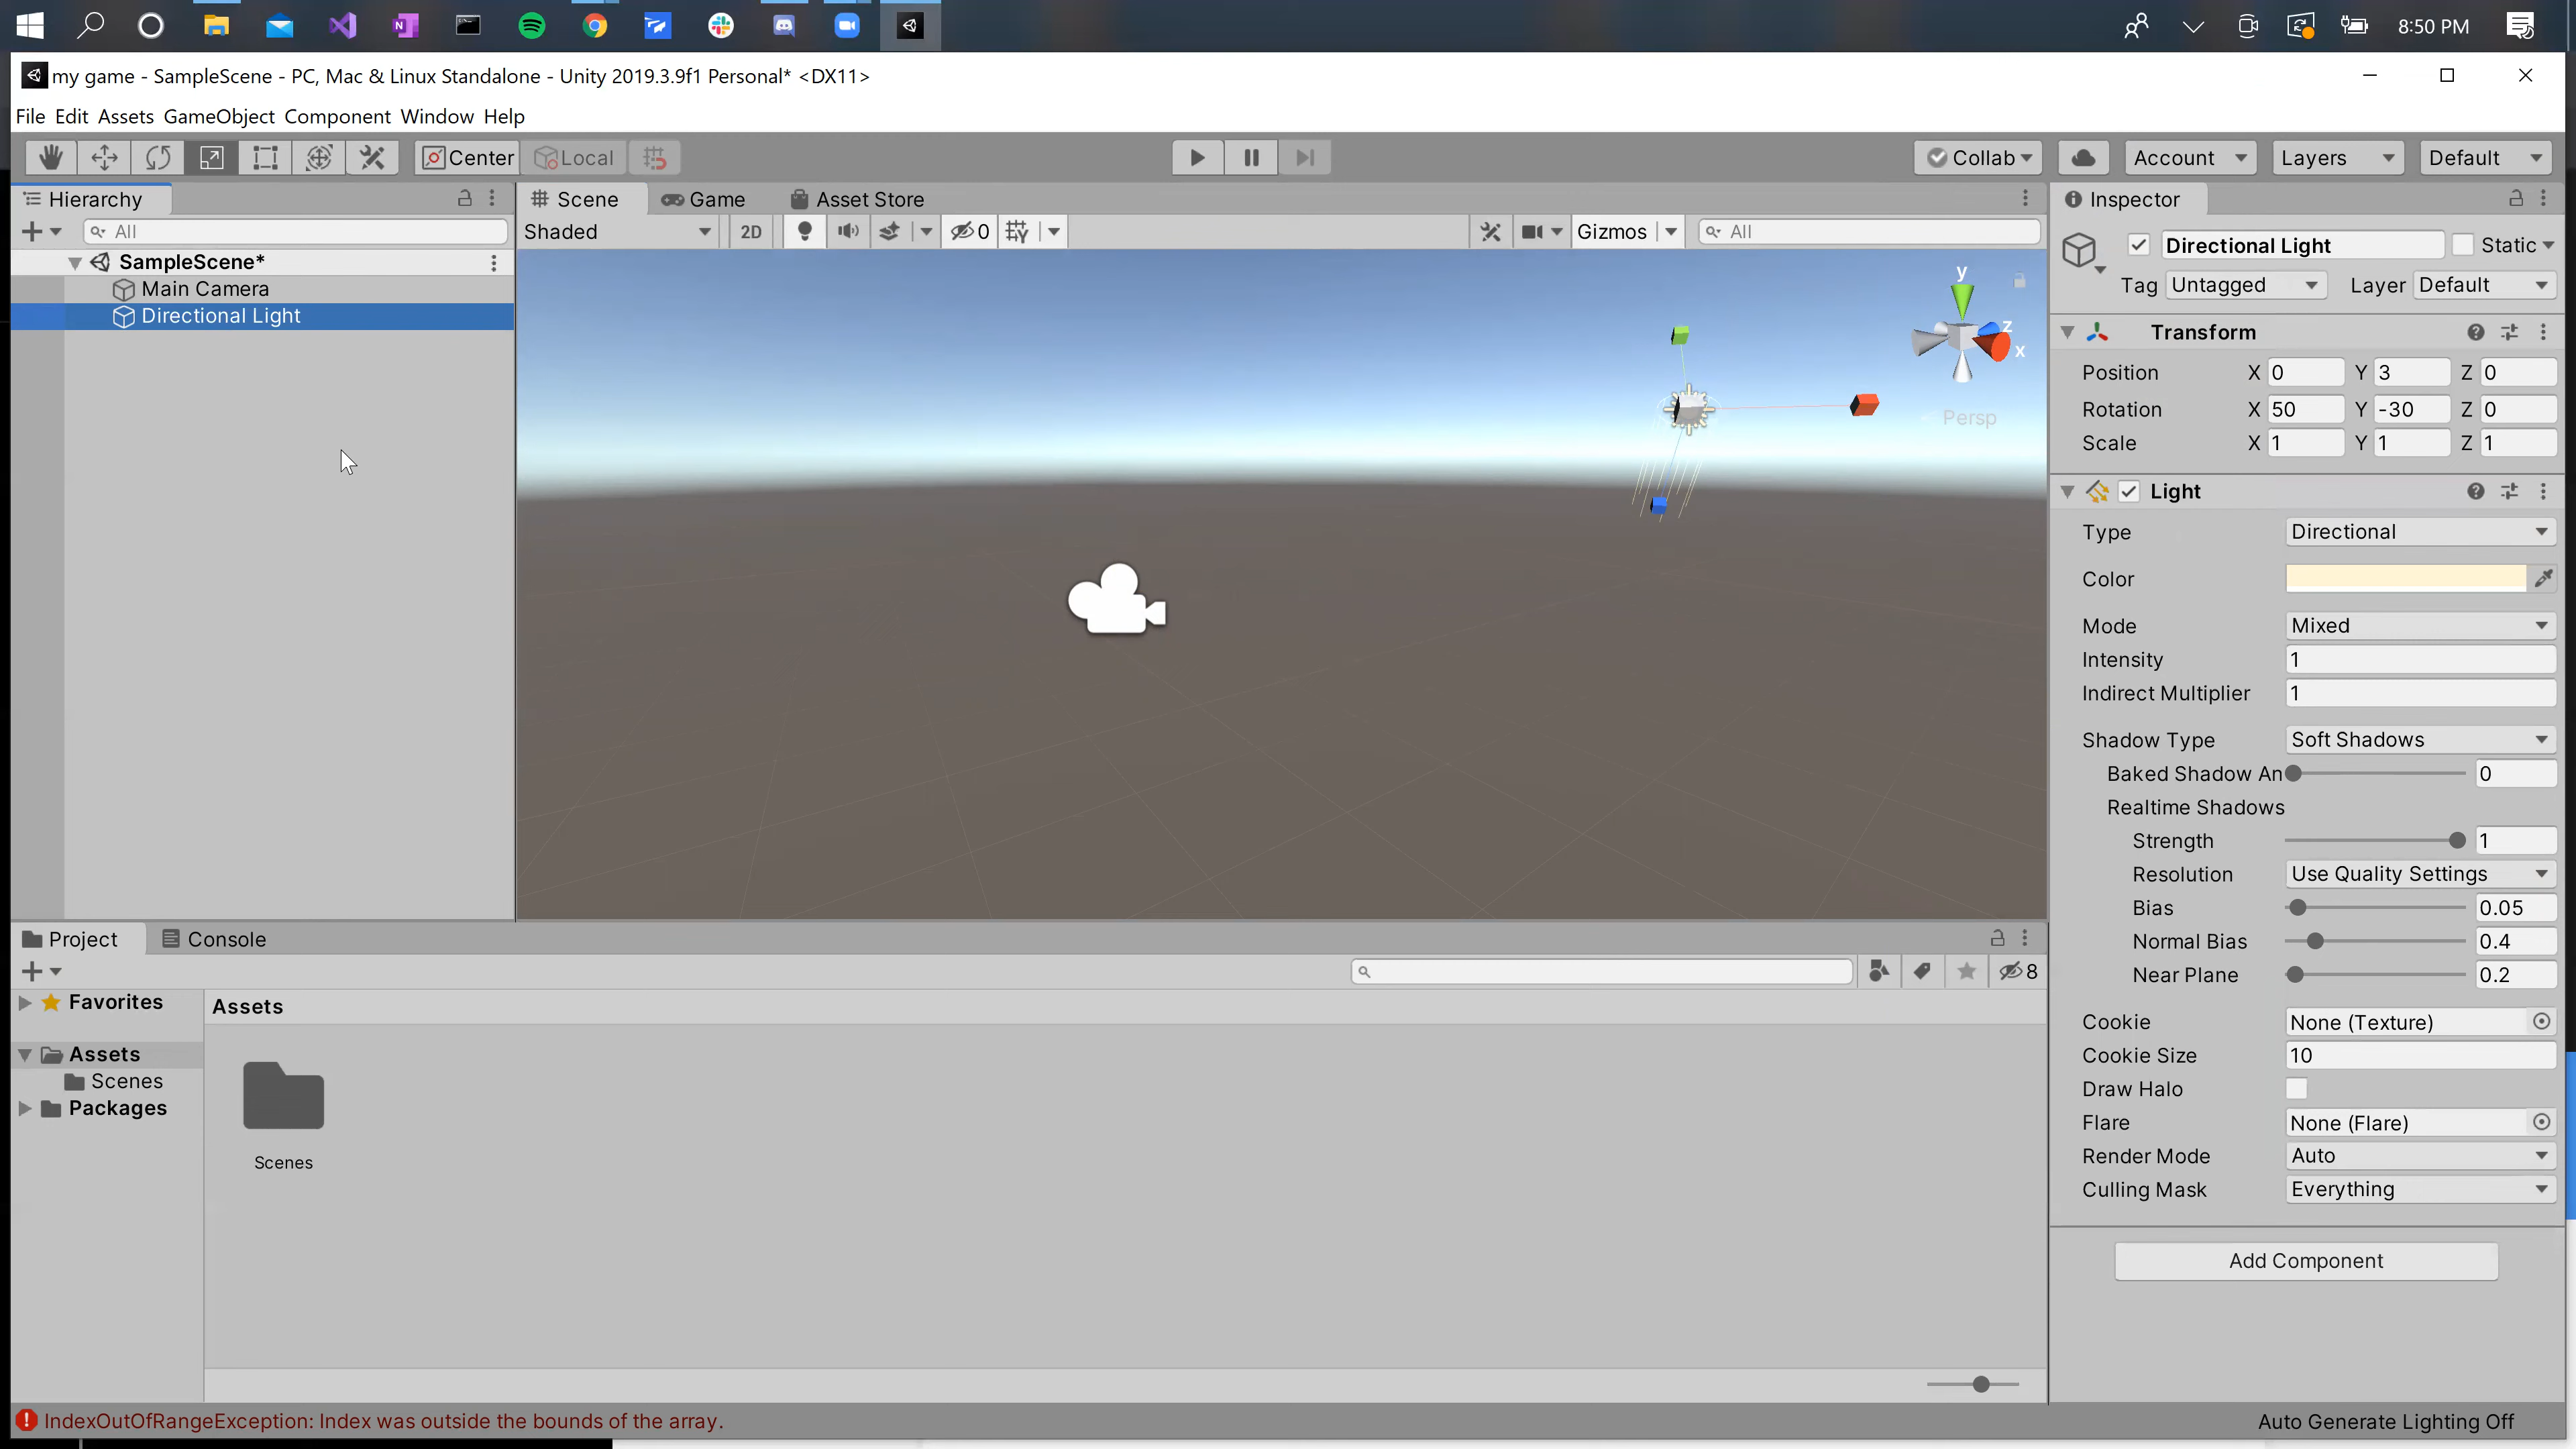 8:50 PM
my game - SampleScene - PC, Mac & Linux Standalone - Unity 2019.3.9f1 Personal* <DX11>
File Edit Assets GameObject Component Window Help
Center Local Collab Account Layers Default
Hierarchy
All
SampleScene*
Main Camera
Directional Light
Scene Game Asset Store
Shaded 2D 0 Gizmos All
y
z
x
Persp
Inspector
Directional Light Static
Tag Untagged Layer Default
Transform
Position X 0 Y 3 Z 0
Rotation X 50 Y -30 Z 0
Scale X 1 Y 1 Z 1
Light
Type Directional
Color
Mode Mixed
Intensity 1
Indirect Multiplier 1
Shadow Type Soft Shadows
Baked Shadow An 0
Realtime Shadows
Strength 1
Resolution Use Quality Settings
Bias 0.05
Normal Bias 0.4
Near Plane 0.2
Cookie None (Texture)
Cookie Size 10
Draw Halo
Flare None (Flare)
Render Mode Auto
Culling Mask Everything
Add Component
Project Console
8
Favorites
Assets
Scenes
Packages
Assets
Scenes
IndexOutOfRangeException: Index was outside the bounds of the array.
Auto Generate Lighting Off